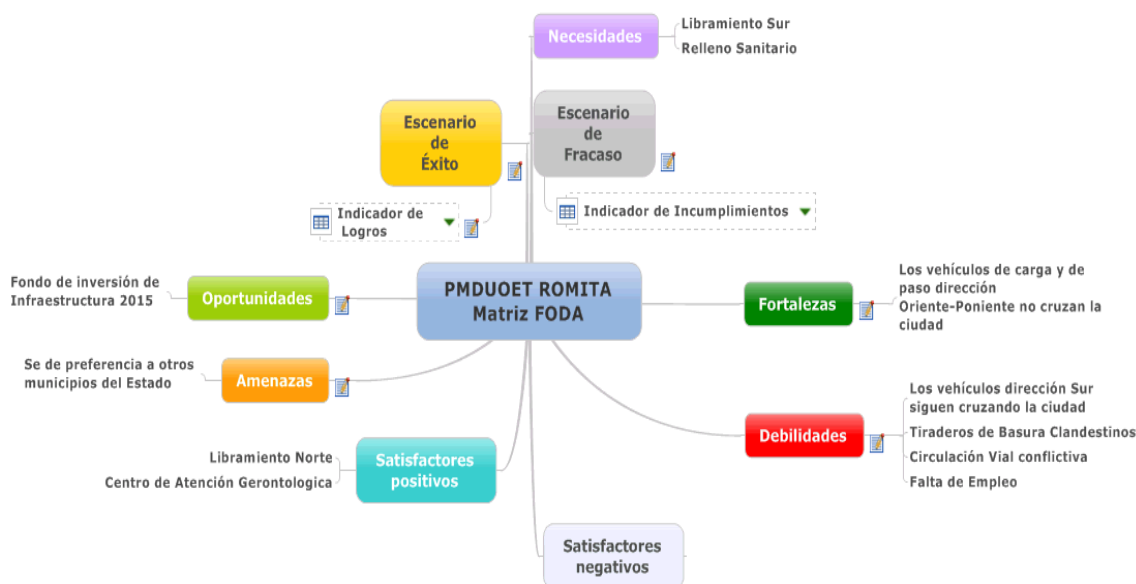 Necesidades
Libramiento Sur
Relleno Sanitario
Escenario
de
Éxito
Escenario
de
Fracaso
Indicador de
Logros
Indicador de Incumplimientos
PMDUOET ROMITA
Matriz FODA
Fondo de inversión de
Infraestructura 2015
Oportunidades
Fortalezas
Los vehículos de carga y de
paso dirección
Oriente-Poniente no cruzan la
ciudad
Se de preferencia a otros
municipios del Estado
Amenazas
Debilidades
Los vehículos dirección Sur
siguen cruzando la ciudad
Tiraderos de Basura Clandestinos
Circulación Vial conflictiva
Falta de Empleo
Libramiento Norte
Centro de Atención Gerontologica
Satisfactores
positivos
Satisfactores
negativos